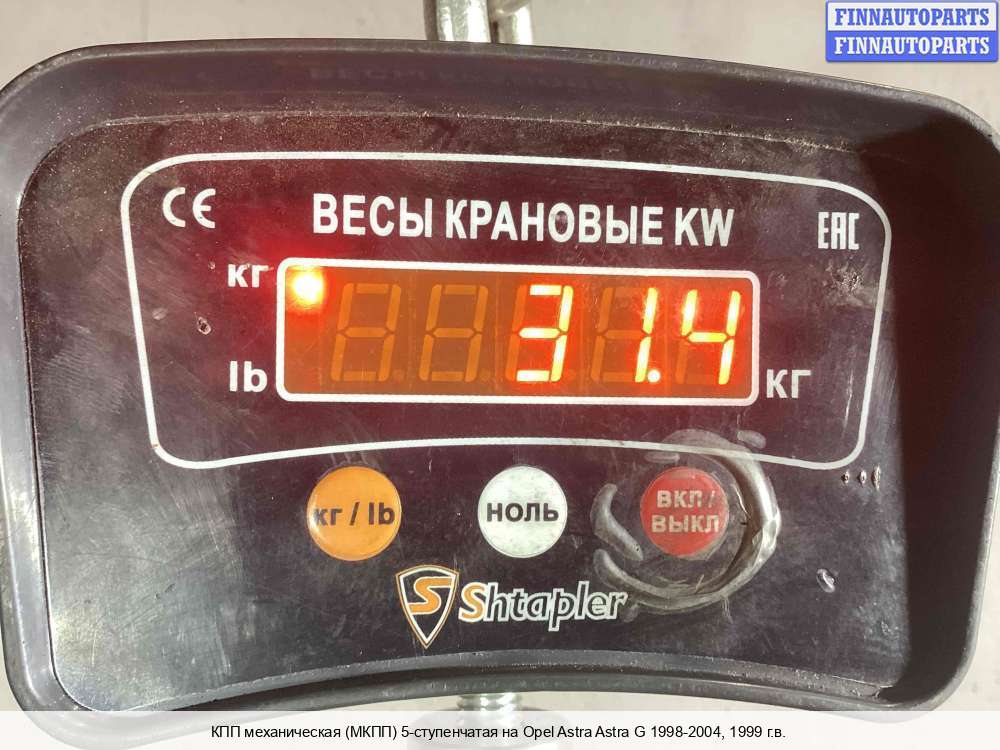 FINNAUTOPARTS
FINNAUTOPARTS
CE
ВЕСЫ КРАНОВЫЕ KW
EAC
кг
31.4
lb
кг
кг / lb
НОЛЬ
ВКЛ/
ВЫКЛ
Shtapler
КПП механическая (МКПП) 5-ступенчатая на Opel Astra Astra G 1998-2004, 1999 г.в.